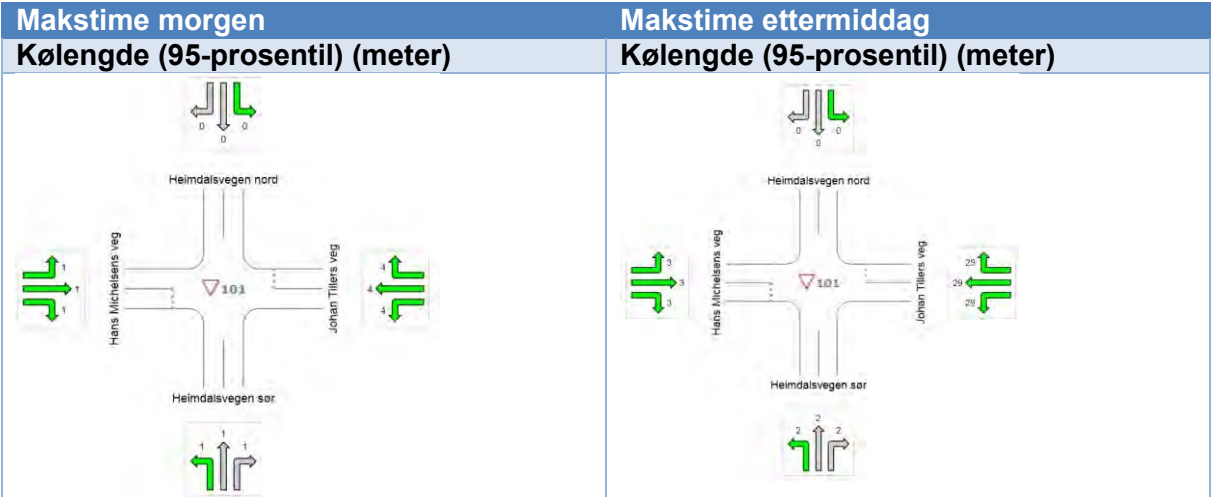 Makstime morgen
Makstime ettermiddag
Kølengde (95-prosentil) (meter)
Kølengde (95-prosentil) (meter)
0 0
0
Heimdalsvegen nord
Hans Michelsens veg
Johan Tillers veg
1
1
1
4
4
4
101
Heimdalsvegen sør
1
1 1
0 0
0
Heimdalsvegen nord
Hans Michelsens veg
Johan Tillers veg
3
3
3
29
29
29
101
Heimdalsvegen sør
2
2 2